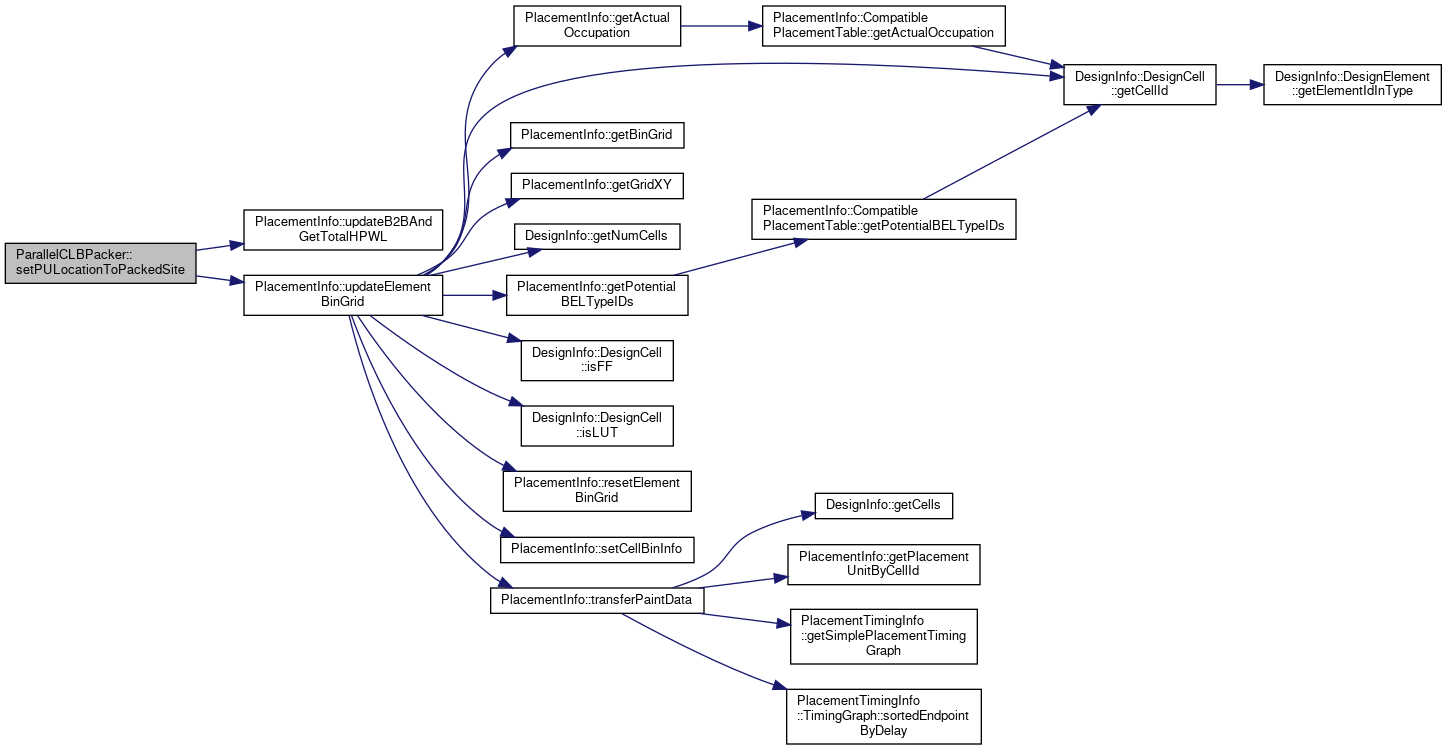 ParallelCLBPacker::
setPULocationToPackedSite
PlacementInfo::updateB2BAnd
GetTotalHPWL
PlacementInfo::updateElement
BinGrid
PlacementInfo::getActual
Occupation
PlacementInfo::Compatible
PlacementTable::getActualOccupation
DesignInfo::DesignCell
::getCellId
DesignInfo::DesignElement
::getElementIdInType
PlacementInfo::getBinGrid
PlacementInfo::getGridXY
DesignInfo::getNumCells
PlacementInfo::getPotential
BELTypeIDs
PlacementInfo::Compatible
PlacementTable::getPotentialBELTypeIDs
DesignInfo::DesignCell
::isFF
DesignInfo::DesignCell
::isLUT
PlacementInfo::resetElement
BinGrid
PlacementInfo::setCellBinInfo
PlacementInfo::transferPaintData
DesignInfo::getCells
PlacementInfo::getPlacement
UnitByCellId
PlacementTimingInfo
::getSimplePlacementTiming
Graph
PlacementTimingInfo
::TimingGraph::sortedEndpoint
ByDelay